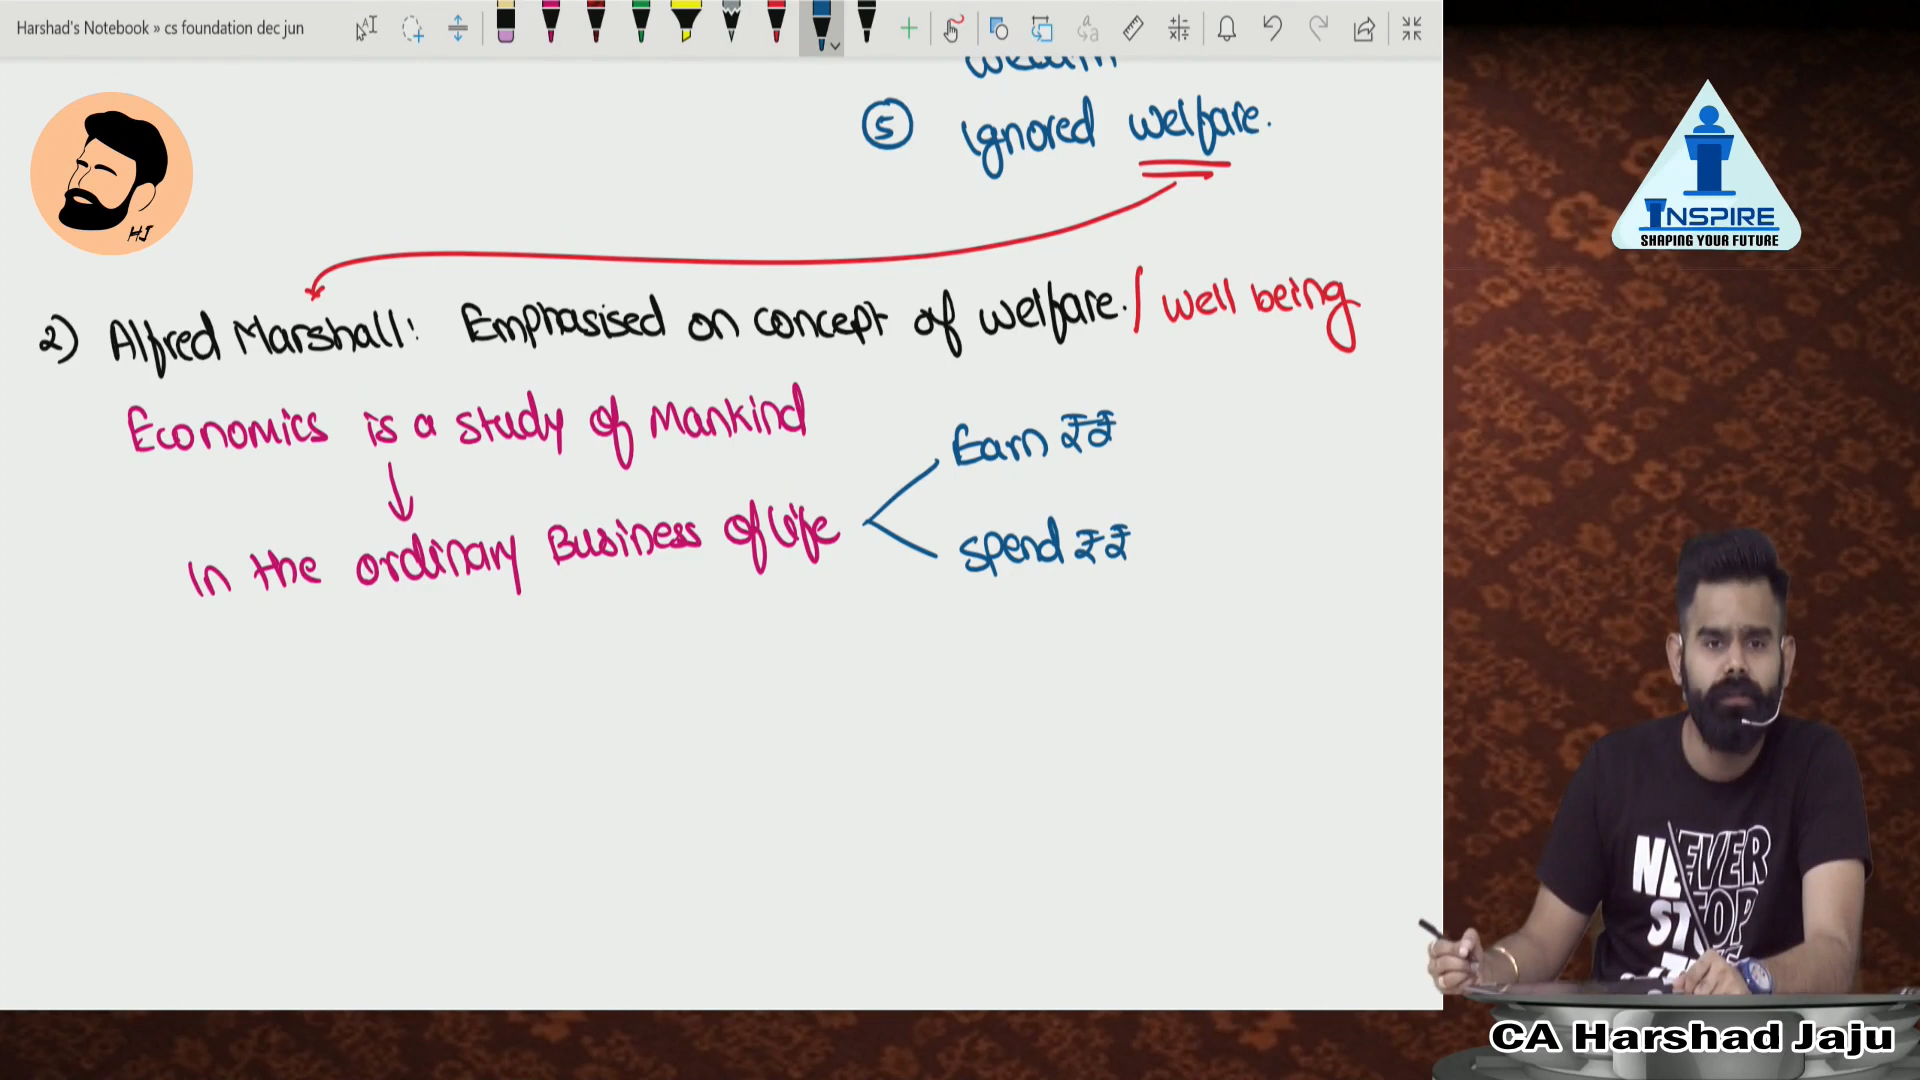 Harshad's Notebook » cs foundation dec jun
wealth
5 Ignored welfare.
HJ
2) Alfred Marshall: Emphasised on concept of welfare. / well being
Economics is a study of Mankind
In the ordinary Business of life
Earn ₹₹
spend ₹₹
INSPIRE
SHAPING YOUR FUTURE
NEVER
STOP
CA Harshad Jaju